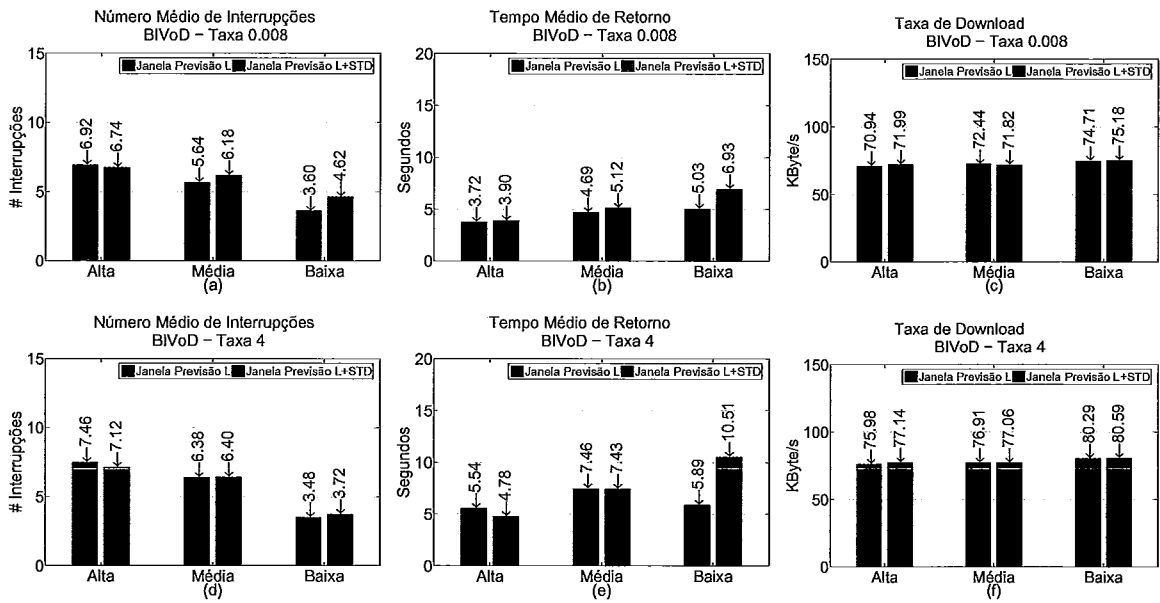 Número Médio de Interrupções
BIVoD − Taxa 0.008
15
10
5
0
# Interrupções
Janela Previsão L
Janela Previsão L+STD
6.92
6.74
5.64
6.18
3.60
4.62
Alta
Média
Baixa
(a)
Tempo Médio de Retorno
BIVoD − Taxa 0.008
20
15
10
5
0
Segundos
Janela Previsão L
Janela Previsão L+STD
3.72
3.90
4.69
5.12
5.03
6.93
Alta
Média
Baixa
(b)
Taxa de Download
BIVoD − Taxa 0.008
150
100
50
0
KByte/s
Janela Previsão L
Janela Previsão L+STD
70.94
71.99
72.44
71.82
74.71
75.18
Alta
Média
Baixa
(c)
Número Médio de Interrupções
BIVoD − Taxa 4
15
10
5
0
# Interrupções
Janela Previsão L
Janela Previsão L+STD
7.46
7.12
6.38
6.40
3.48
3.72
Alta
Média
Baixa
(d)
Tempo Médio de Retorno
BIVoD − Taxa 4
20
15
10
5
0
Segundos
Janela Previsão L
Janela Previsão L+STD
5.54
4.78
7.46
7.43
5.89
10.51
Alta
Média
Baixa
(e)
Taxa de Download
BIVoD − Taxa 4
150
100
50
0
KByte/s
Janela Previsão L
Janela Previsão L+STD
75.98
77.14
76.91
77.06
80.29
80.59
Alta
Média
Baixa
(f)